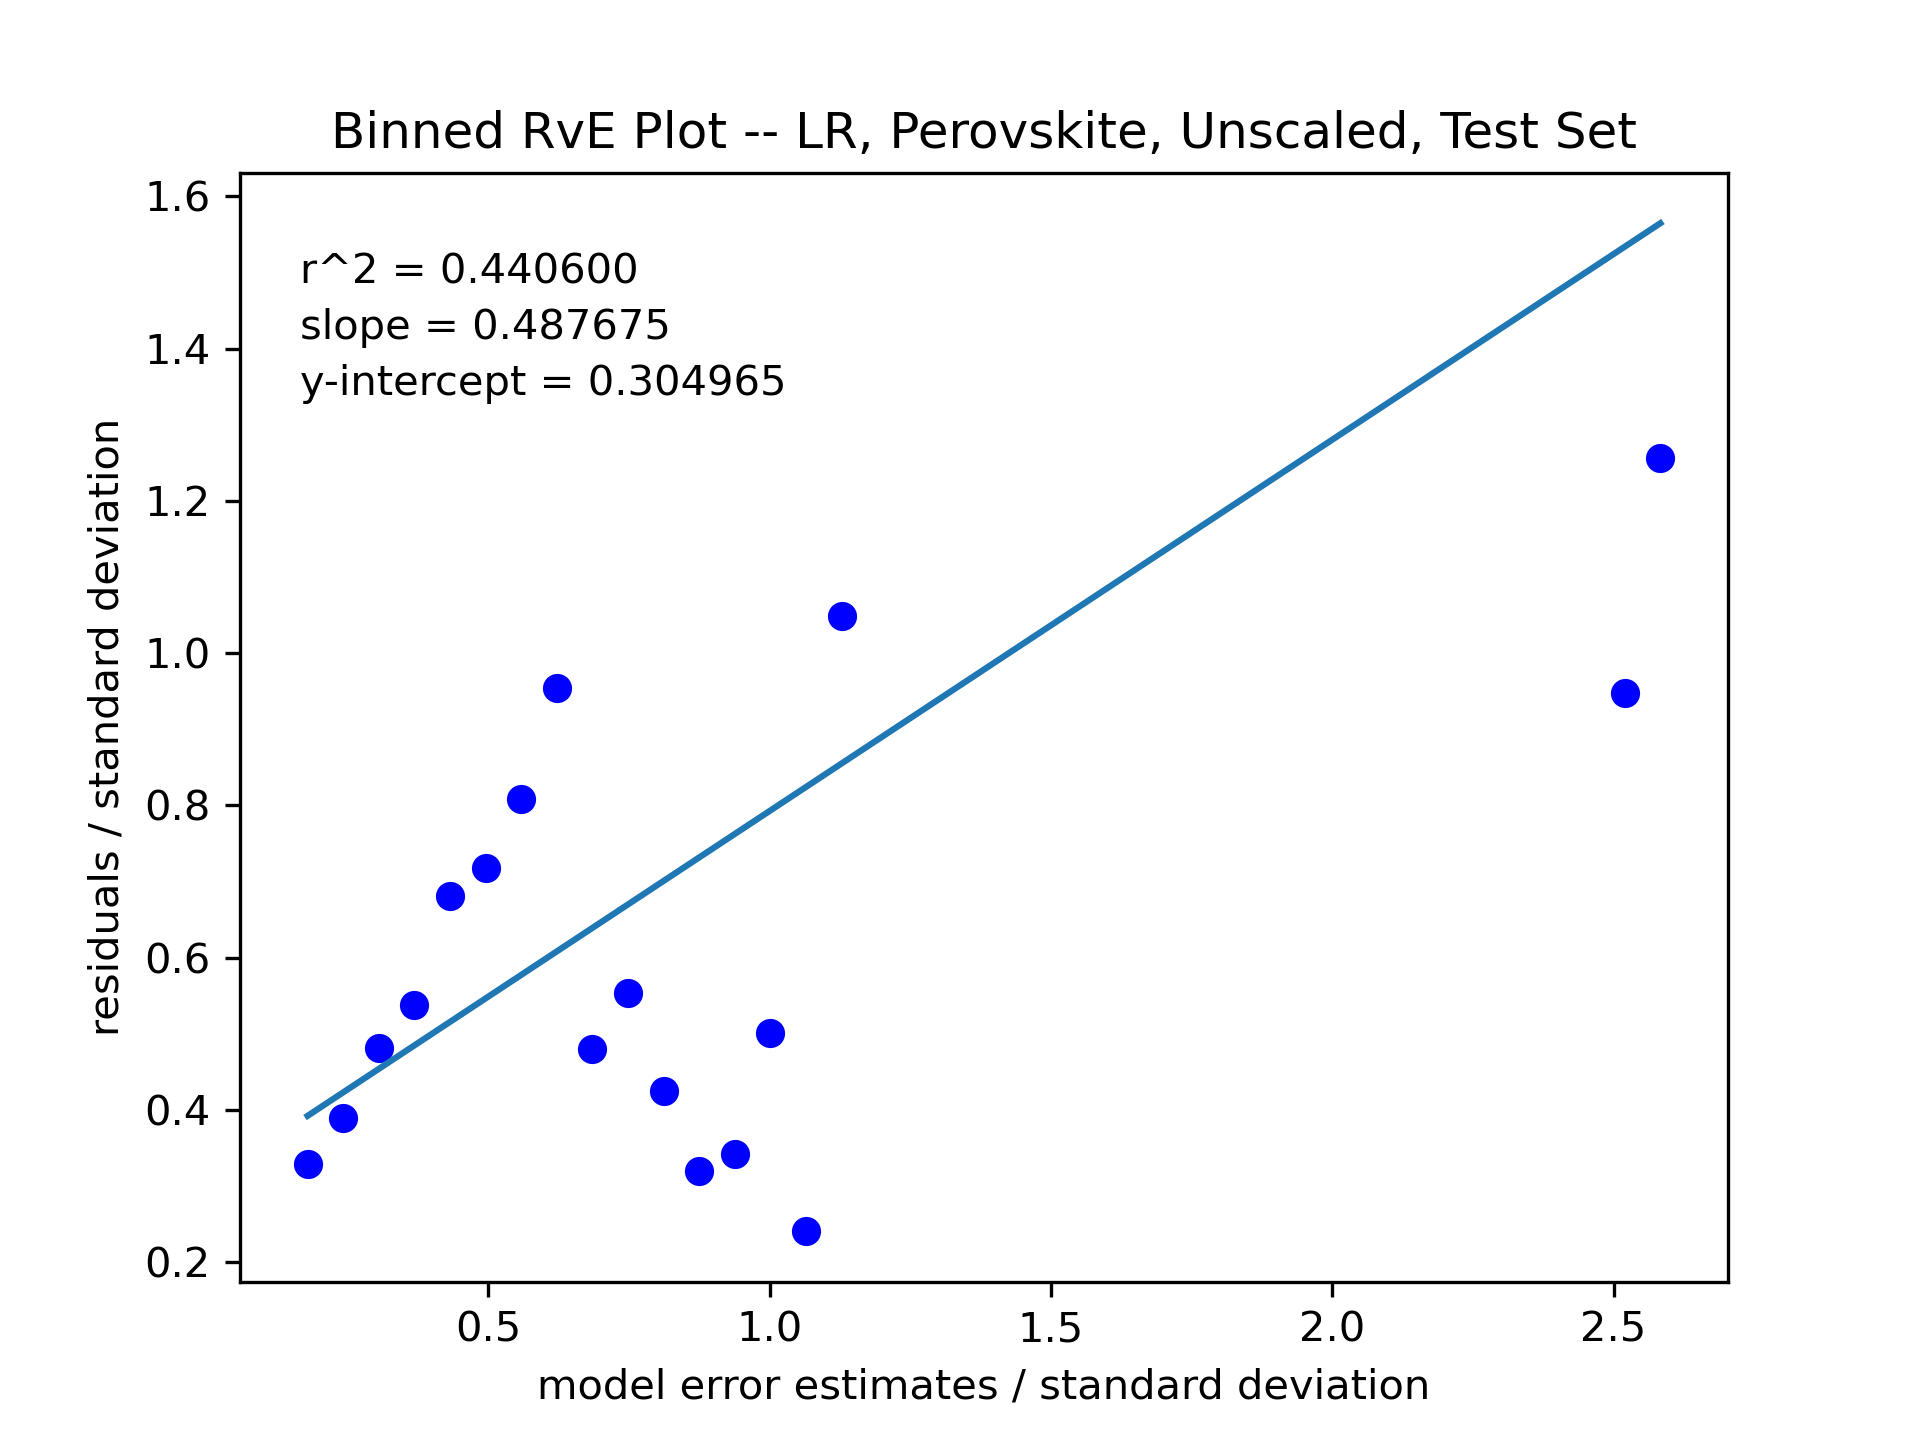 Binned RvE Plot -- LR, Perovskite, Unscaled, Test Set
r^2 = 0.440600
slope = 0.487675
y-intercept = 0.304965
residuals / standard deviation
1.6
1.4
1.2
1.0
0.8
0.6
0.4
0.2
0.5 1.0 1.5 2.0 2.5
model error estimates / standard deviation